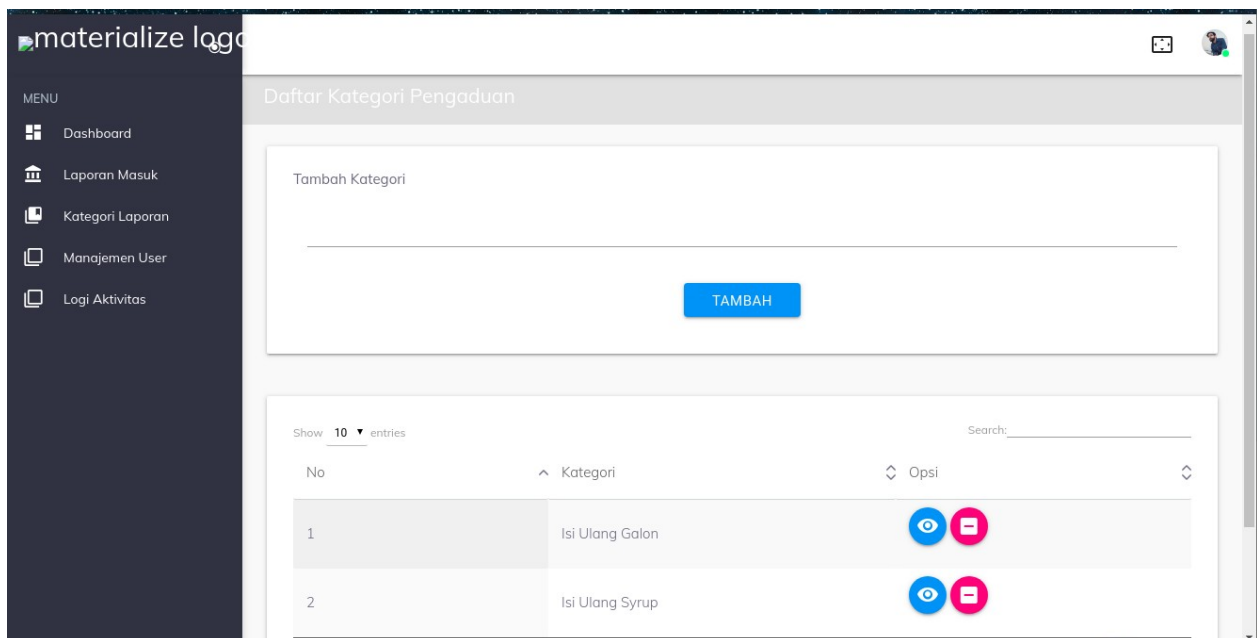 materialize logo
MENU
Dashboard
Laporan Masuk
Kategori Laporan
Manajemen User
Logi Aktivitas
Daftar Kategori Pengaduan
Tambah Kategori
TAMBAH
Show 10 entries
Search:
No Kategori Opsi
1 Isi Ulang Galon
2 Isi Ulang Syrup